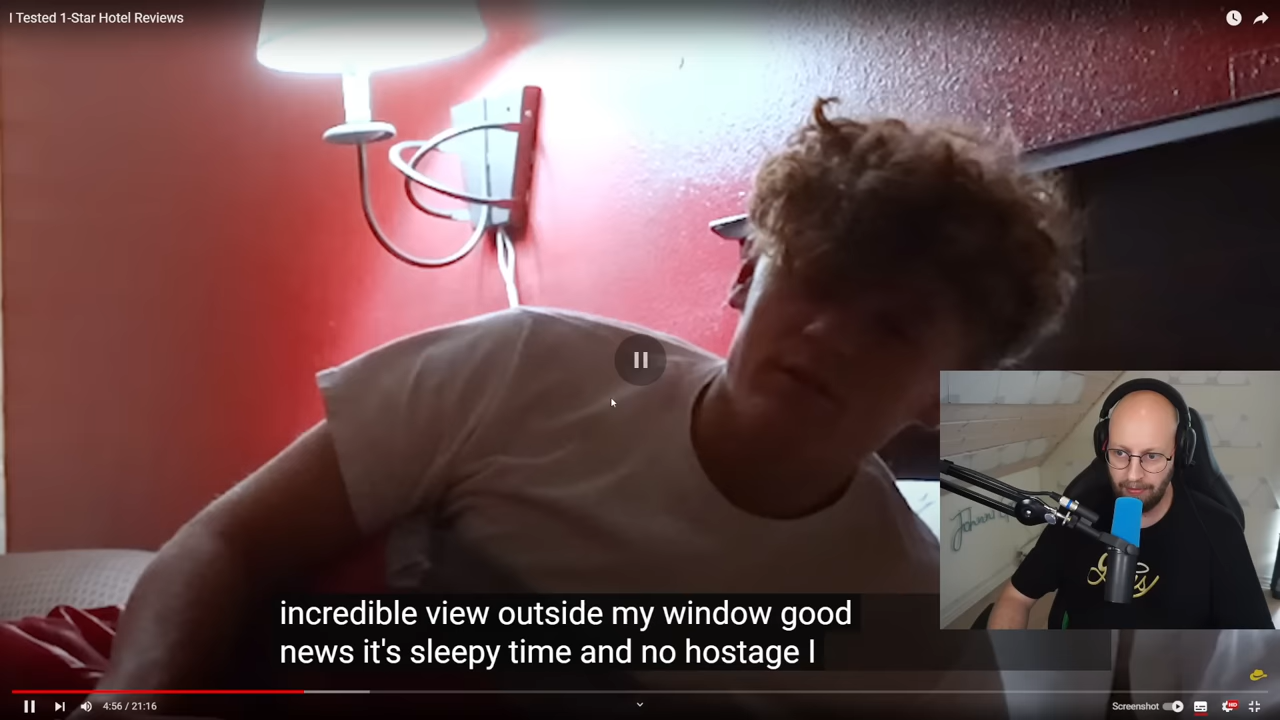 I Tested 1-Star Hotel Reviews
incredible view outside my window good
news it's sleepy time and no hostage I
4:56 / 21:16
Screenshot
HD